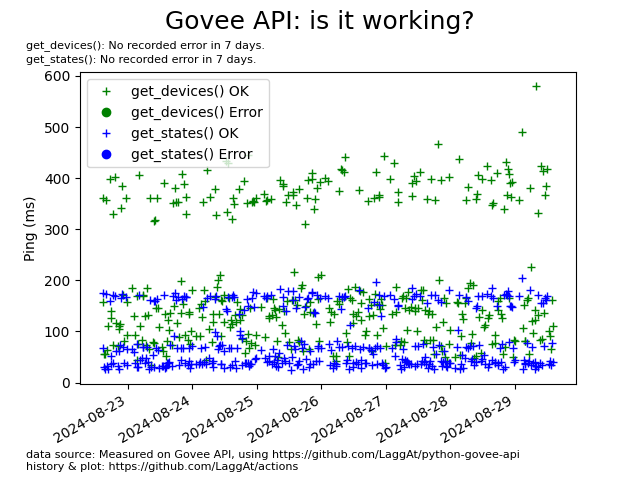 Govee API: is it working?
get_devices(): No recorded error in 7 days.
get_states(): No recorded error in 7 days.
600
500
400
300
200
100
0
Ping (ms)
get_devices() OK
get_devices() Error
get_states() OK
get_states() Error
2024-08-23
2024-08-24
2024-08-25
2024-08-26
2024-08-27
2024-08-28
2024-08-29
data source: Measured on Govee API, using https://github.com/LaggAt/python-govee-api
history & plot: https://github.com/LaggAt/actions